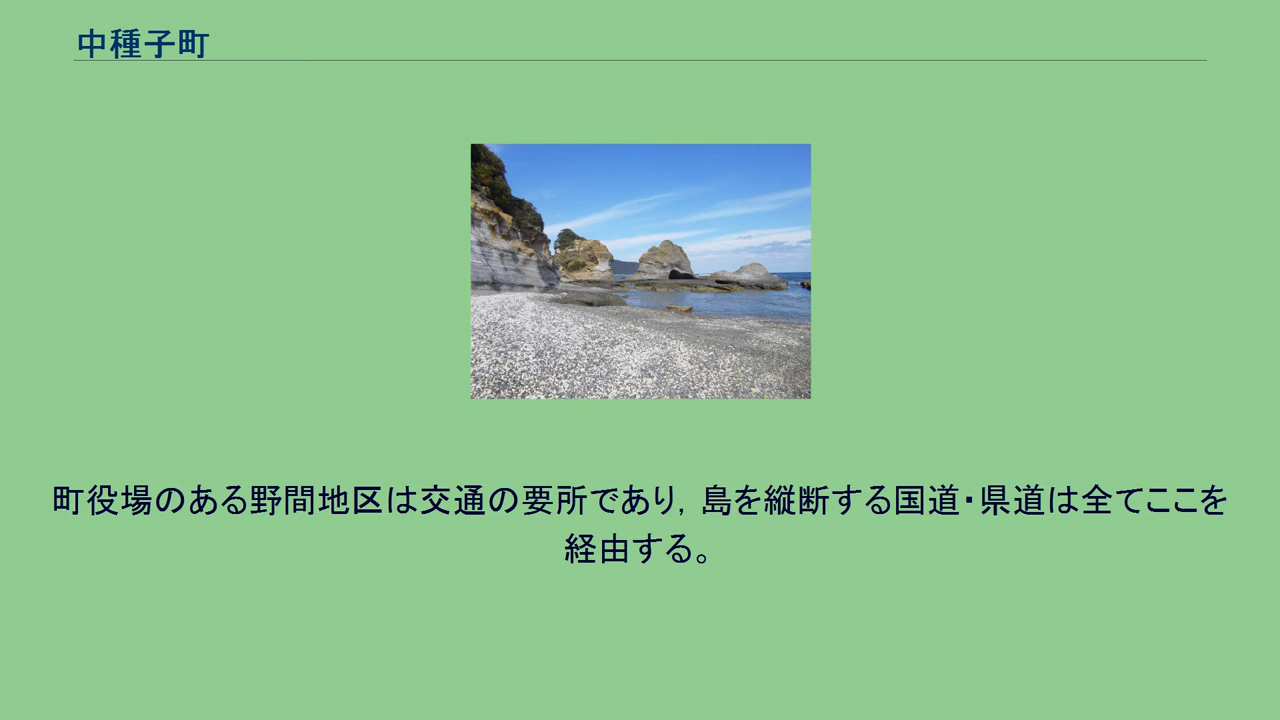 中種子町
町役場のある野間地区は交通の要所であり，島を縦断する国道・県道は全てここを
経由する。